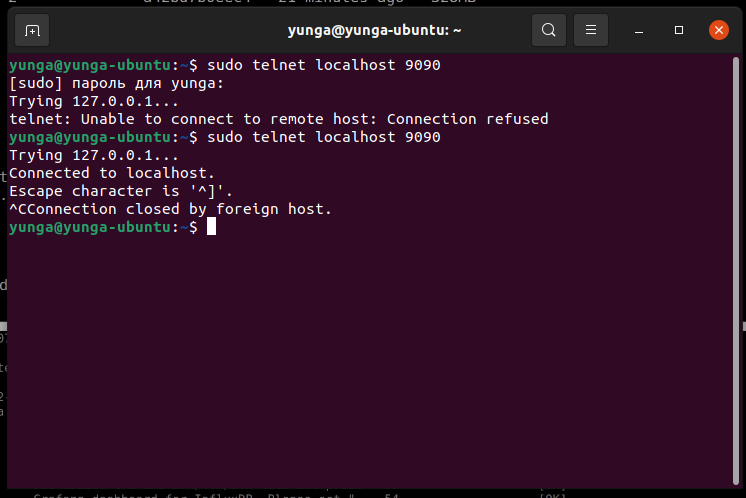 yunga@yunga-ubuntu: ~
yunga@yunga-ubuntu:~$ sudo telnet localhost 9090
[sudo] пароль для yunga:
Trying 127.0.0.1...
telnet: Unable to connect to remote host: Connection refused
yunga@yunga-ubuntu:~$ sudo telnet localhost 9090
Trying 127.0.0.1...
Connected to localhost.
Escape character is '^]'.
^CConnection closed by foreign host.
yunga@yunga-ubuntu:~$